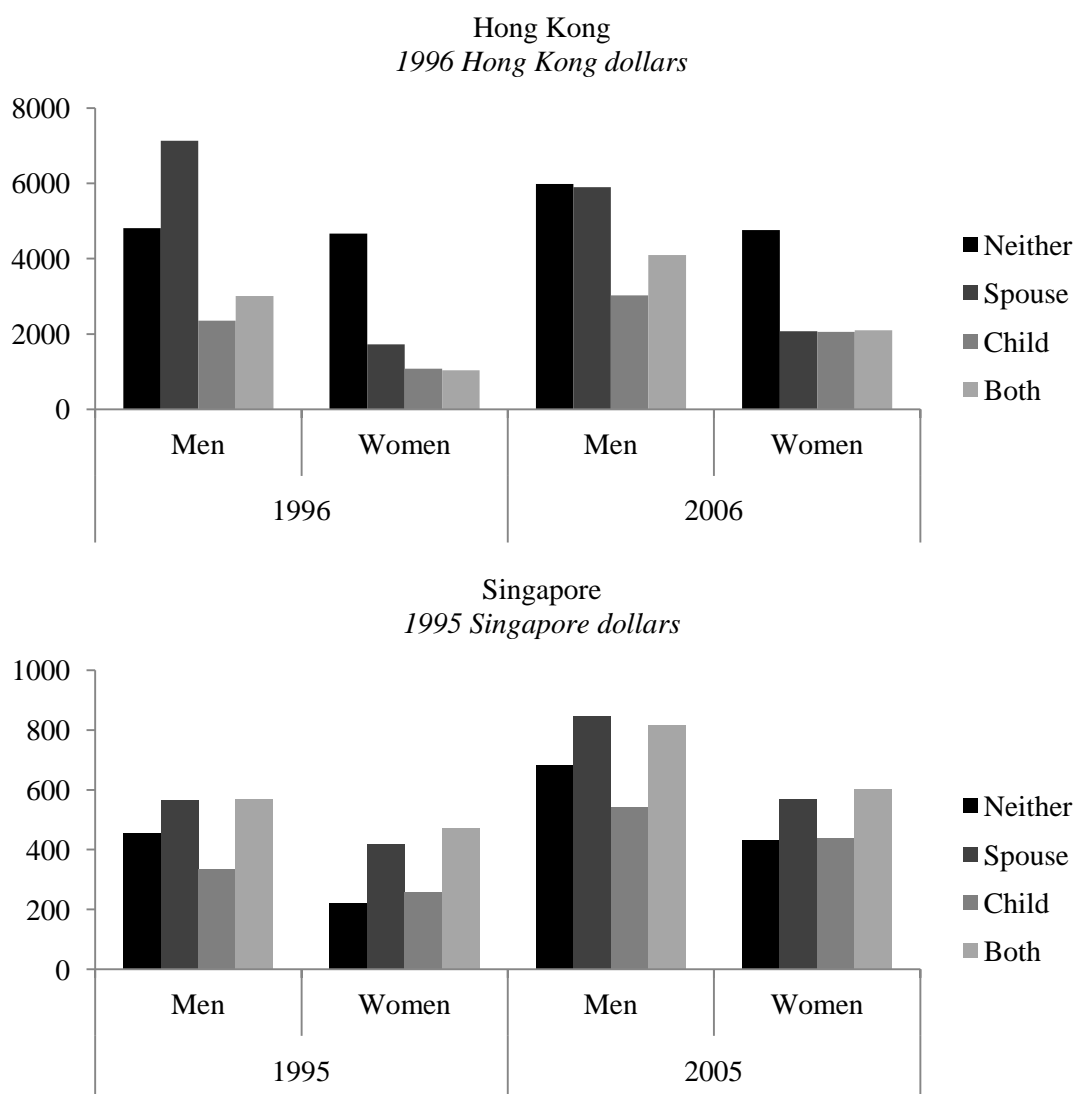 Hong Kong
1996 Hong Kong dollars
8000
6000
4000
2000
0
Men Women Men Women
1996 2006
Neither
Spouse
Child
Both
Singapore
1995 Singapore dollars
1000
800
600
400
200
0
Men Women Men Women
1995 2005
Neither
Spouse
Child
Both